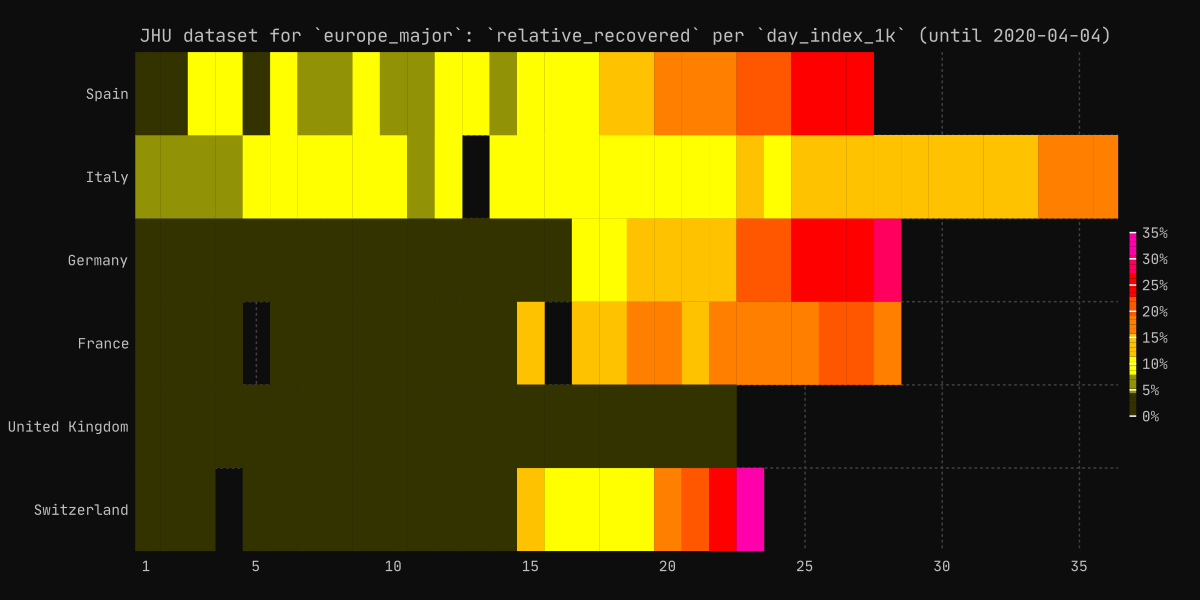 JHU dataset for `europe_major`: `relative_recovered` per `day_index_1k` (until 2020-04-04)
Spain
Italy
Germany
France
United Kingdom
Switzerland
35%
30%
25%
20%
15%
10%
5%
0%
1 5 10 15 20 25 30 35